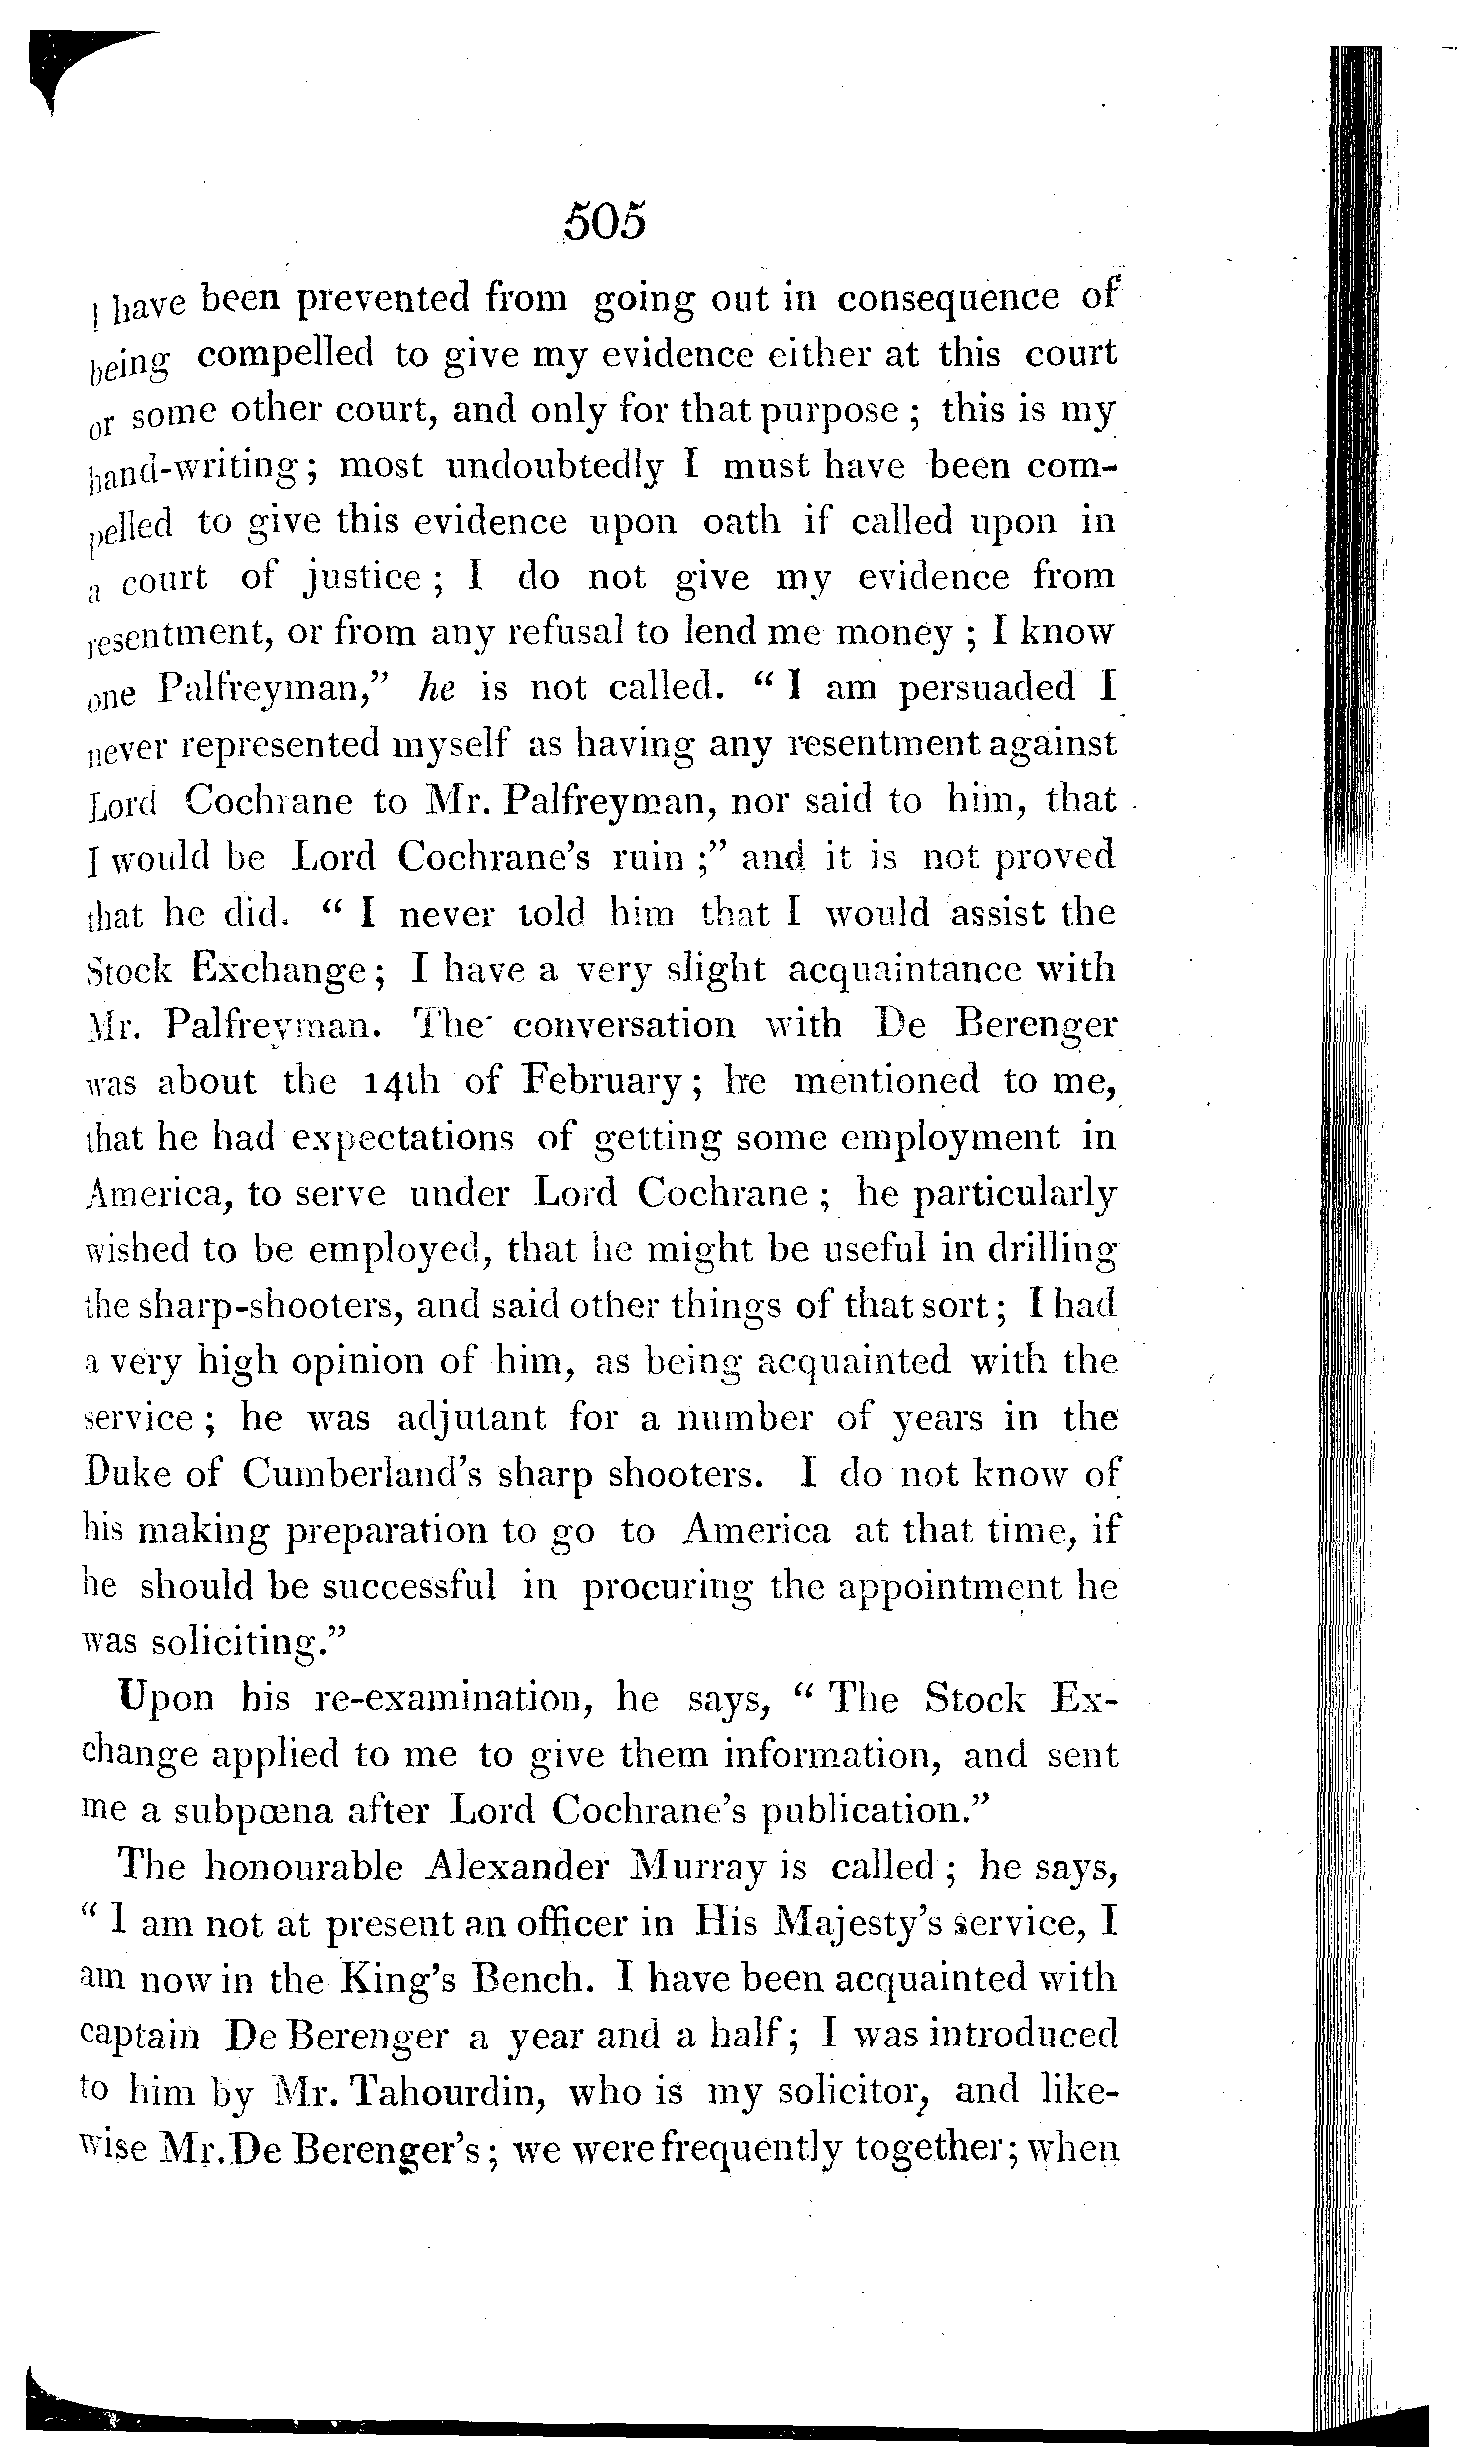 505
I have been prevented from going out in consequence of
being compelled to give my evidence either at this court
or some other court, and only for that purpose ; this is my
hand-writing; most undoubtedly I must have been com-
pelled to give this evidence upon oath if called upon in
a court of justice ; I do not give my evidence from
resentment, or from any refusal to lend me money ; I know
one Palfreyman,” he is not called. “ I am persuaded I
never represented myself as having any resentment against
Lord Cochrane to Mr. Palfreyman, nor said to him, that
I would be Lord Cochrane’s ruin ;” and it is not proved
that he did. “ I never told him that I would assist the
Stock Exchange; I have a very slight acquaintance with
Mr. Palfreyman. The conversation with De Berenger
was about the 14th of February; he mentioned to me,
that he had expectations of getting some employment in
America, to serve under Lord Cochrane ; he particularly
wished to be employed, that he might be useful in drilling
the sharp-shooters, and said other things of that sort; I had
a very high opinion of him, as being acquainted with the
service ; he was adjutant for a number of years in the
Duke of Cumberland’s sharp shooters. I do not know of
his making preparation to go to America at that time, if
he should be successful in procuring the appointment he
was soliciting.”
Upon his re-examination, he says, “ The Stock Ex-
change applied to me to give them information, and sent
me a subpœna after Lord Cochrane’s publication.”
The honourable Alexander Murray is called ; he says,
“ I am not at present an officer in His Majesty’s service, I
am now in the King’s Bench. I have been acquainted with
captain De Berenger a year and a half; I was introduced
to him by Mr. Tahourdin, who is my solicitor, and like-
wise Mr. De Berenger’s; we were frequently together; when